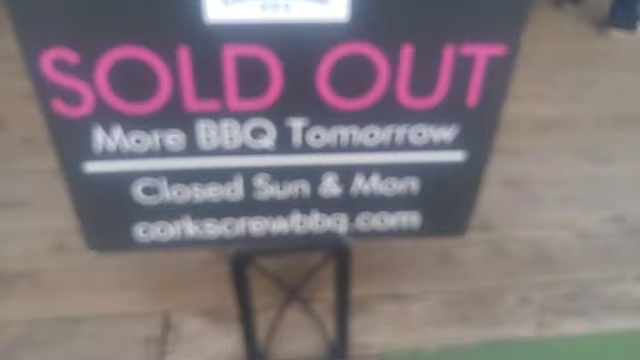 SOLD OUT
More BBQ Tomorrow
Closed Sun & Mon
corkscrewbbq.com